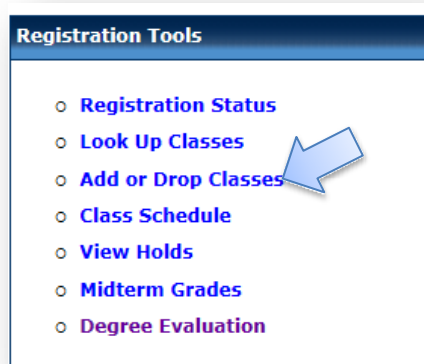 Registration Tools
Registration Status
Look Up Classes
Add or Drop Classes
Class Schedule
View Holds
Midterm Grades
Degree Evaluation